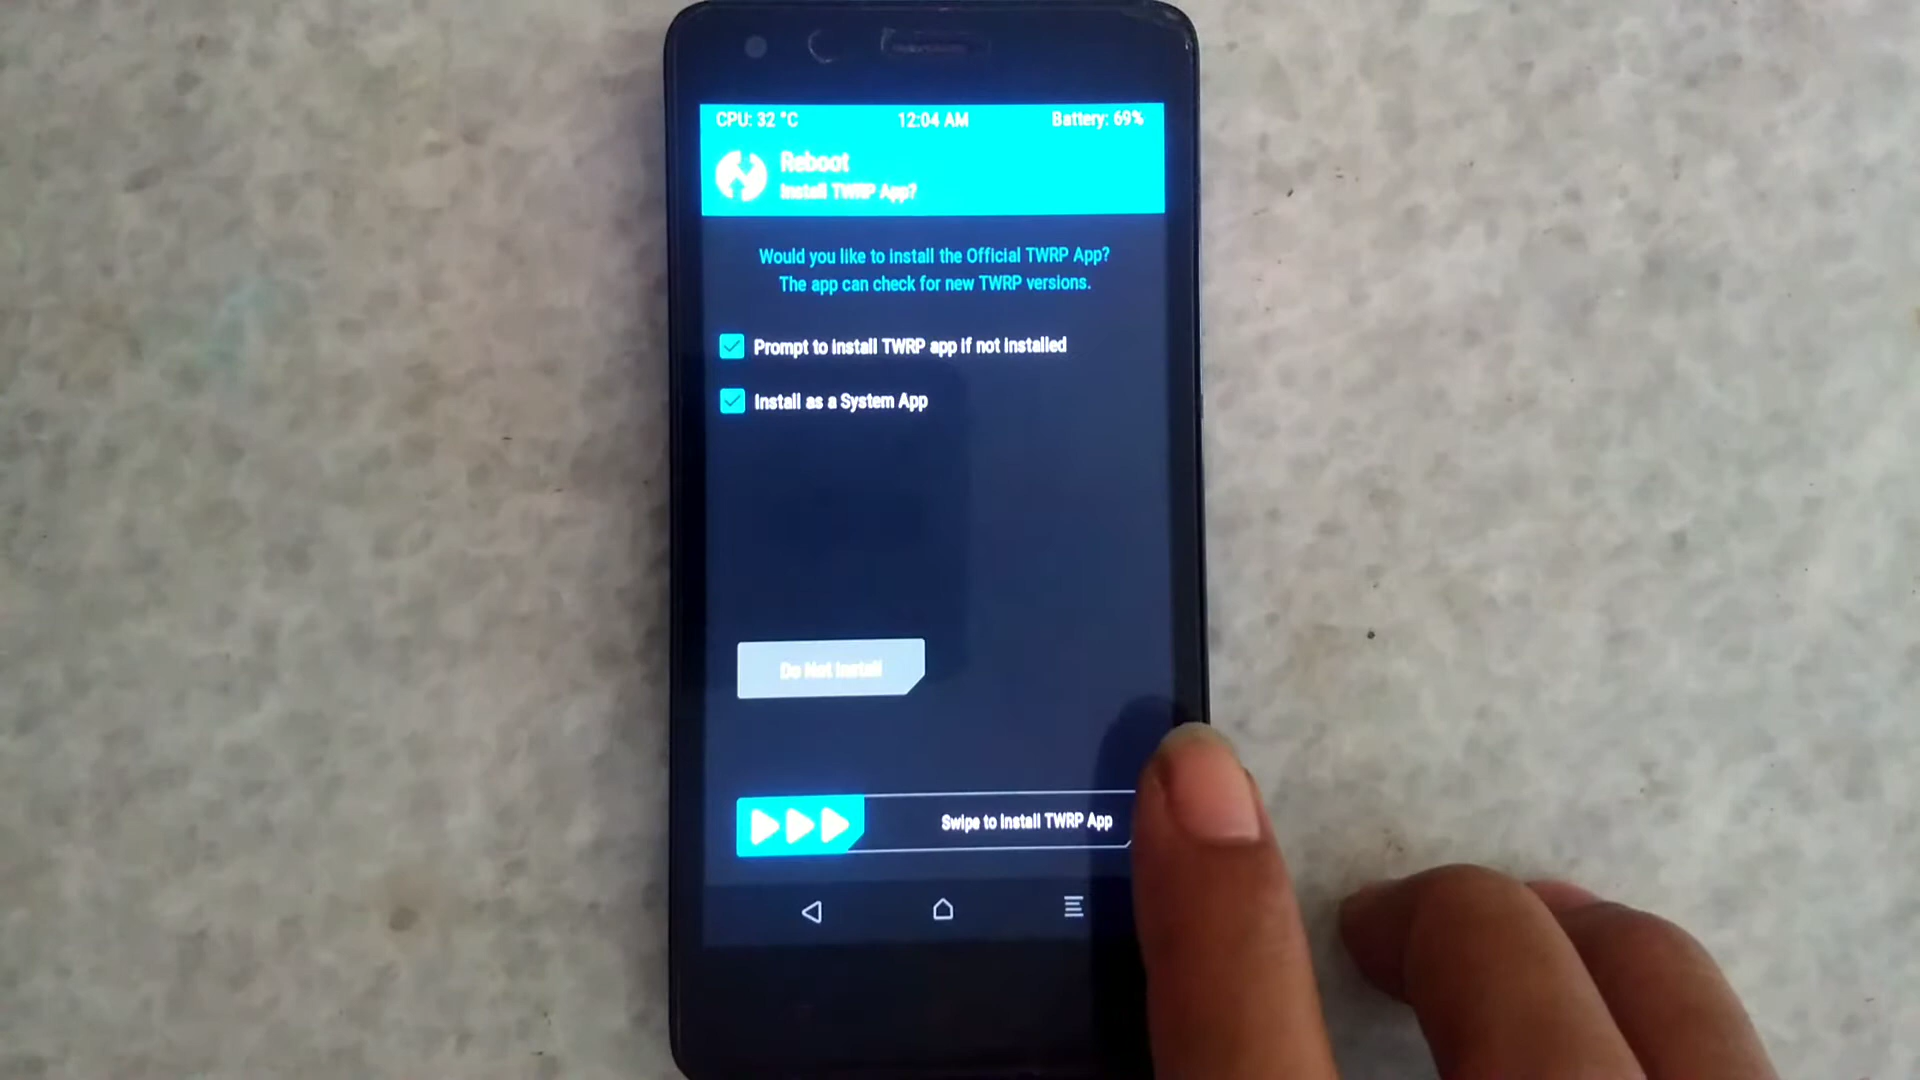 CPU: 32 °C 12:04 AM Battery: 69%
Reboot
Install TWRP App?
Would you like to install the Official TWRP App?
The app can check for new TWRP versions.
Prompt to install TWRP app if not installed
Install as a System App
Do Not Install
Swipe to Install TWRP App